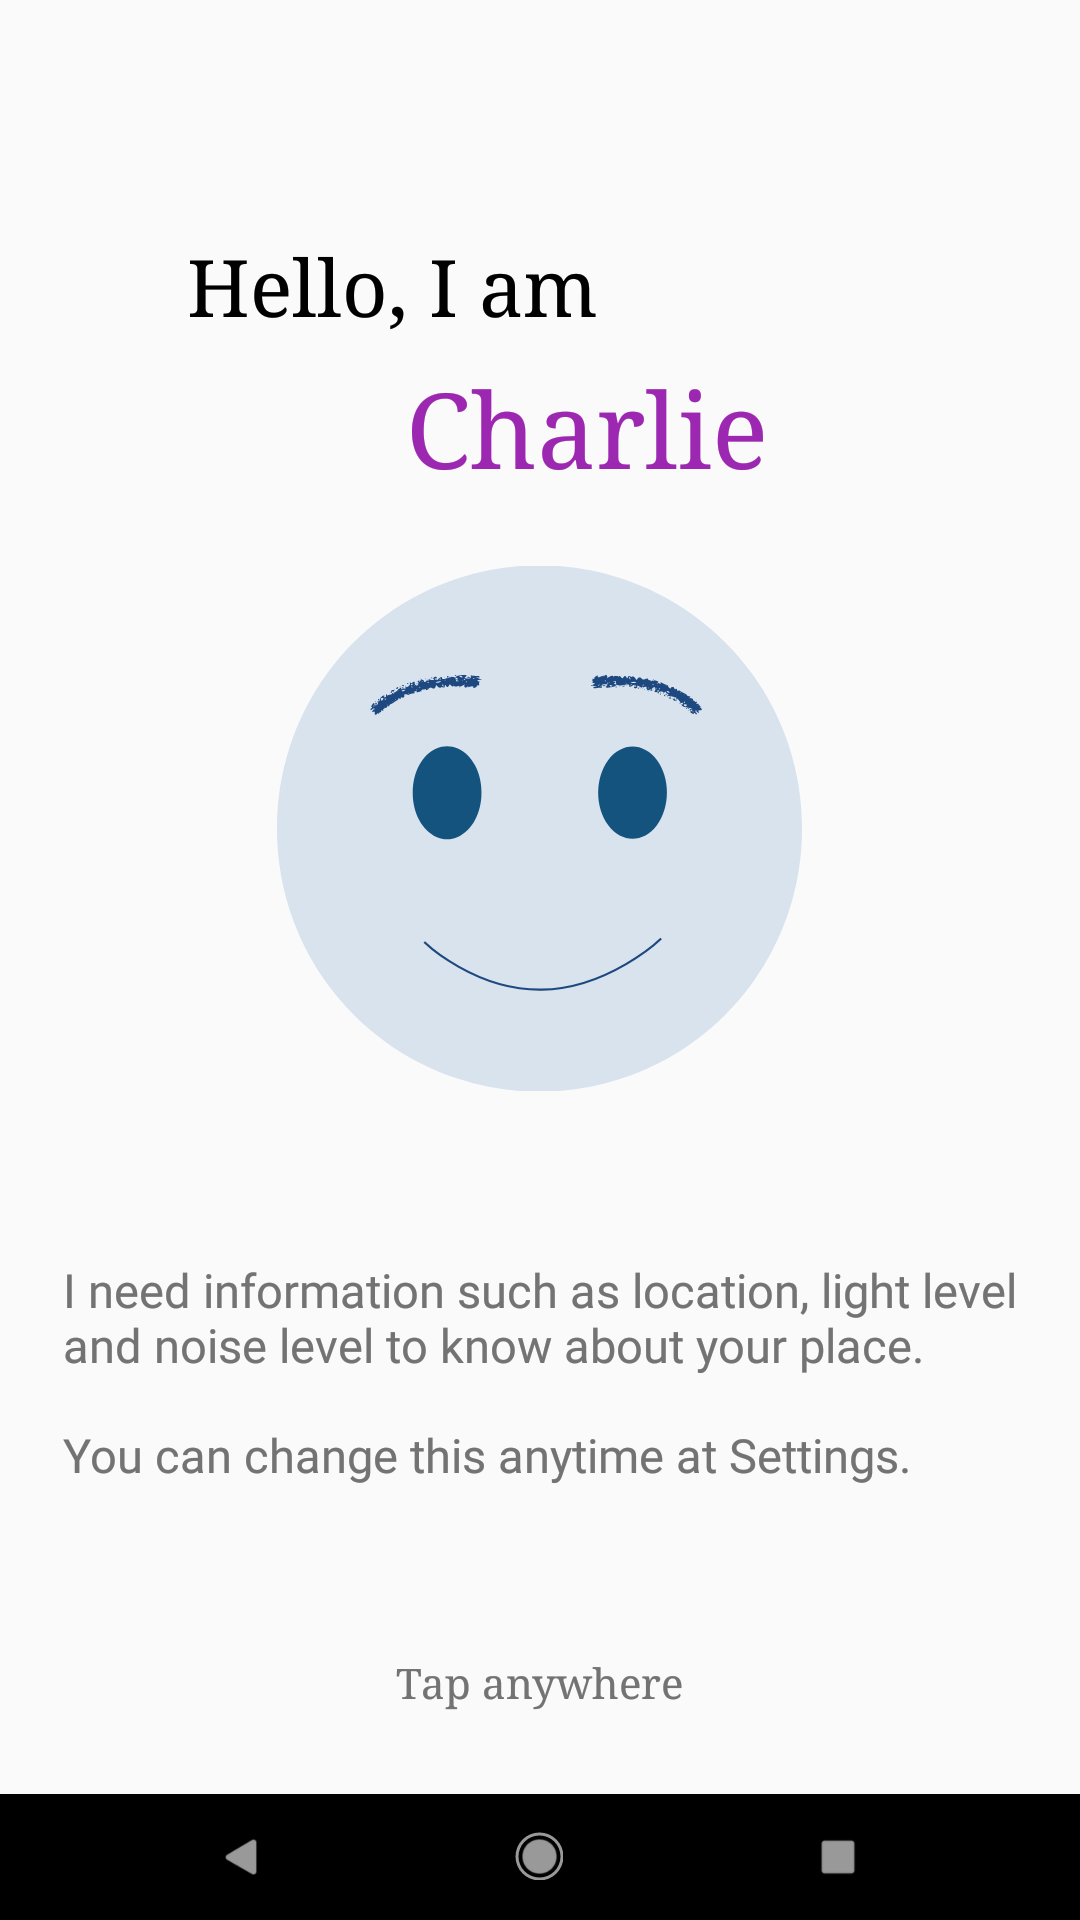 Hello, I am
Charlie
I need information such as location, light level
and noise level to know about your place.
You can change this anytime at Settings.
Tap anywhere